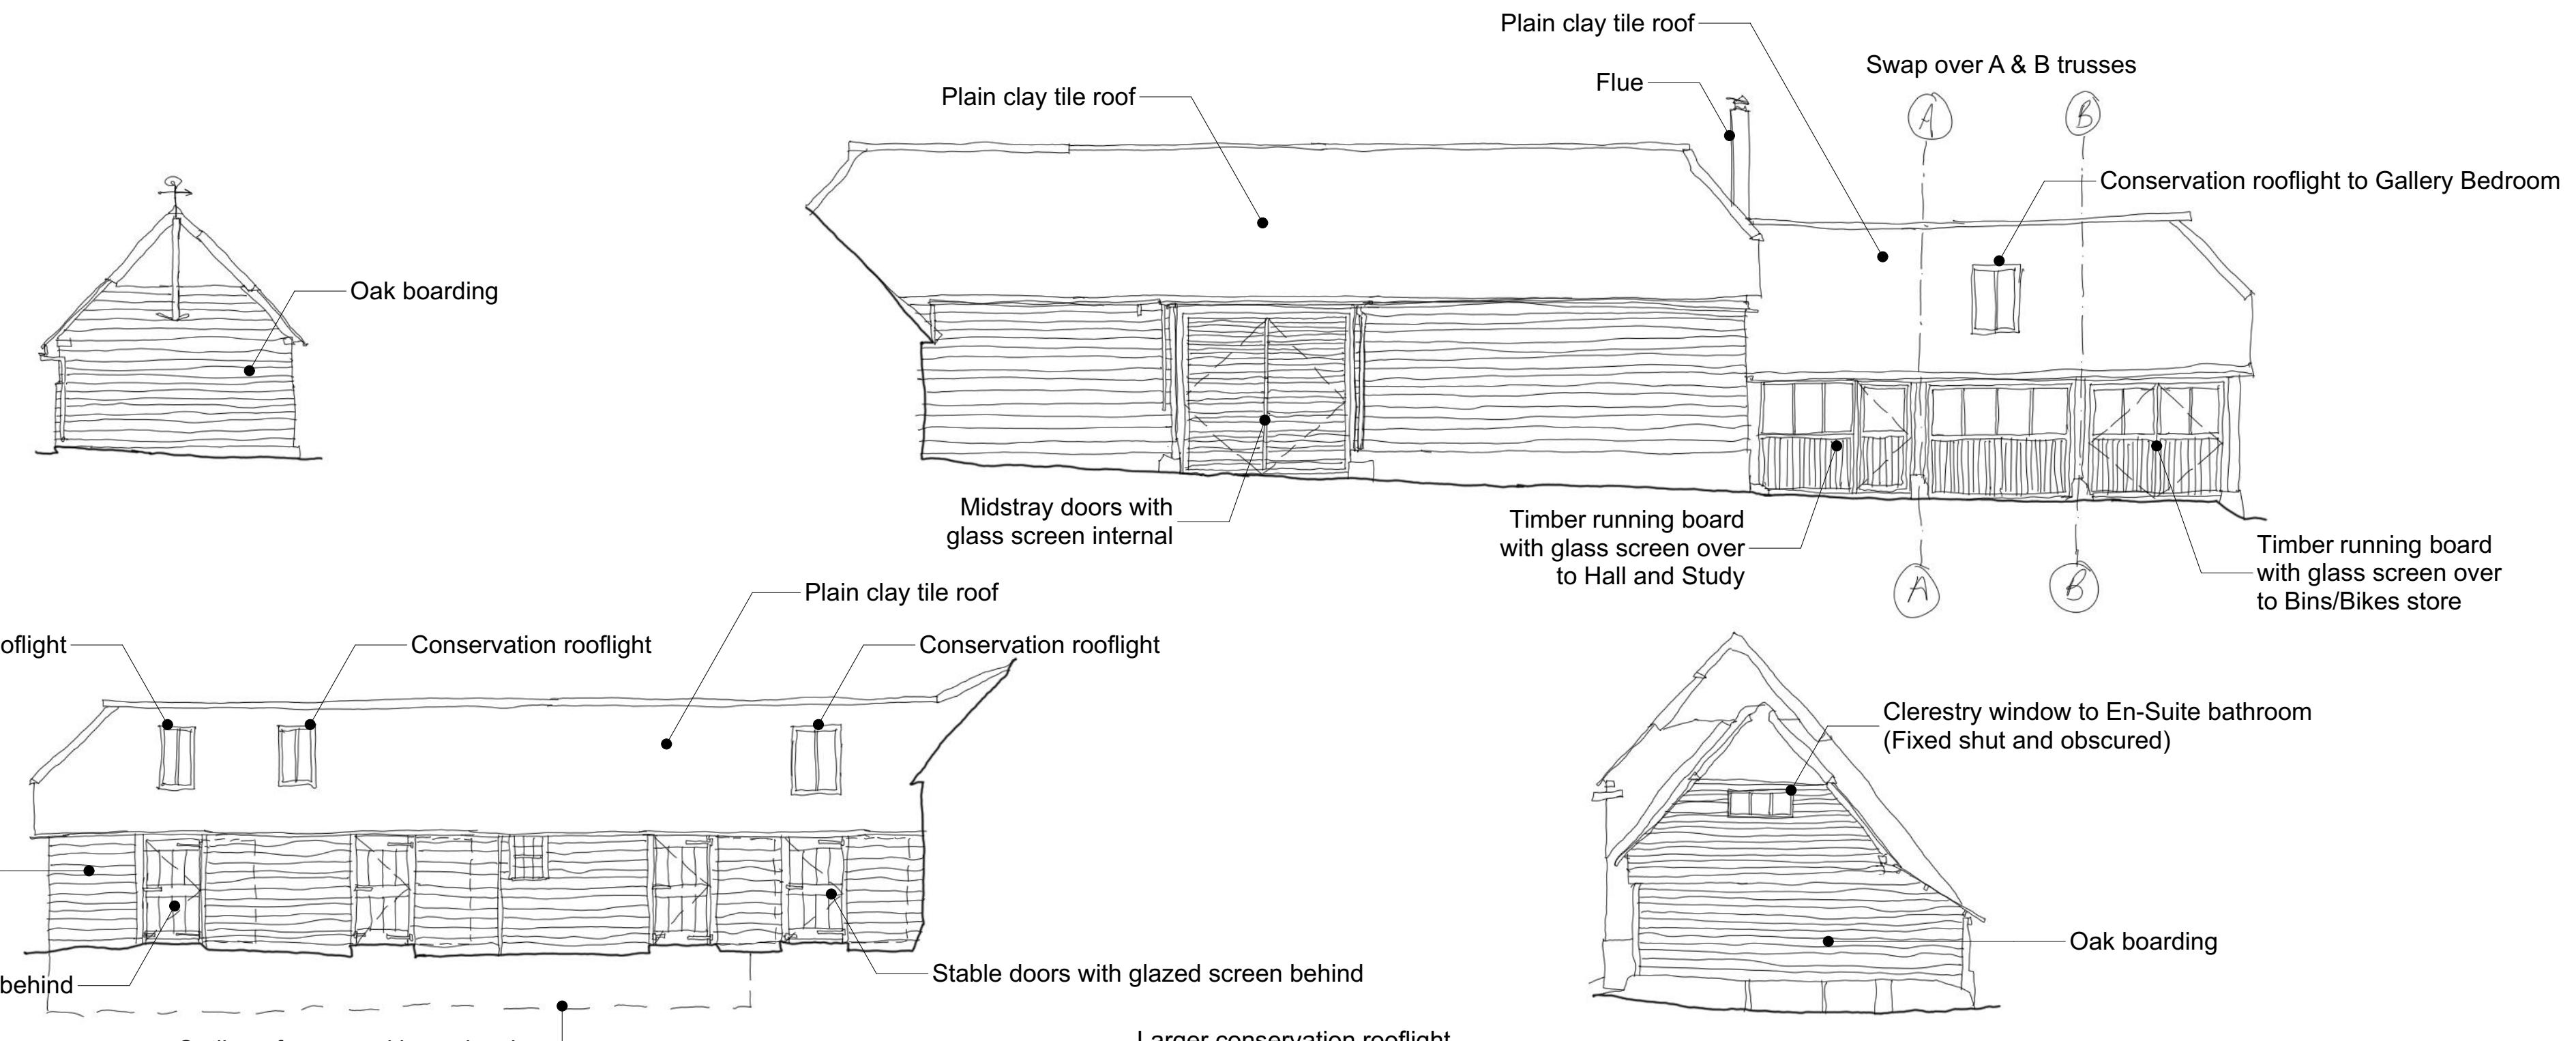 Plain clay tile roof
Swap over A & B trusses
Flue
Plain clay tile roof
A
B
Conservation rooflight to Gallery Bedroom
Oak boarding
Midstray doors with
glass screen internal
Timber running board
with glass screen over
to Hall and Study
Timber running board
with glass screen over
to Bins/Bikes store
A
B
Plain clay tile roof
oflight
Conservation rooflight
Conservation rooflight
Clerestry window to En-Suite bathroom
(Fixed shut and obscured)
Oak boarding
Stable doors with glazed screen behind
behind
Larger conservation rooflight